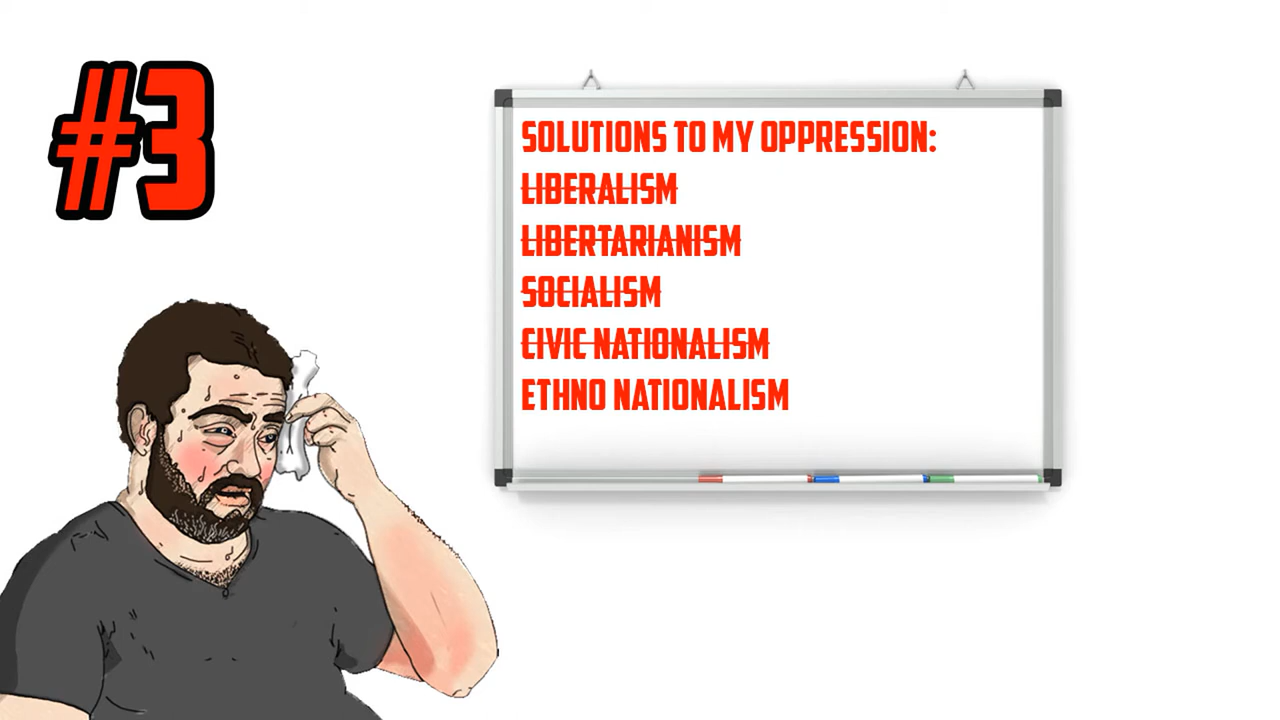 #3
SOLUTIONS TO MY OPPRESSION:
LIBERALISM
LIBERTARIANISM
SOCIALISM
CIVIC NATIONALISM
ETHNO NATIONALISM